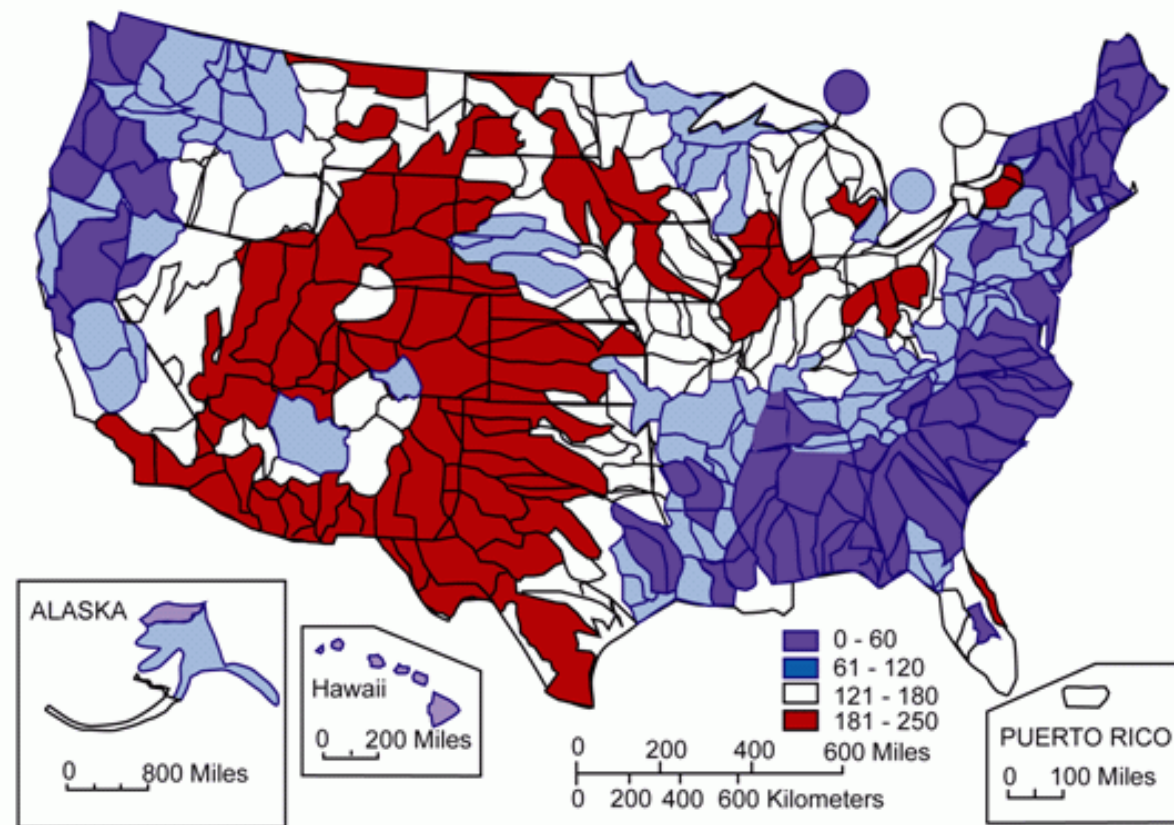 ALASKA
0 800 Miles
Hawaii
0 200 Miles
0 - 60
61 - 120
121 - 180
181 - 250
0 200 400 600 Miles
0 200 400 600 Kilometers
PUERTO RICO
0 100 Miles